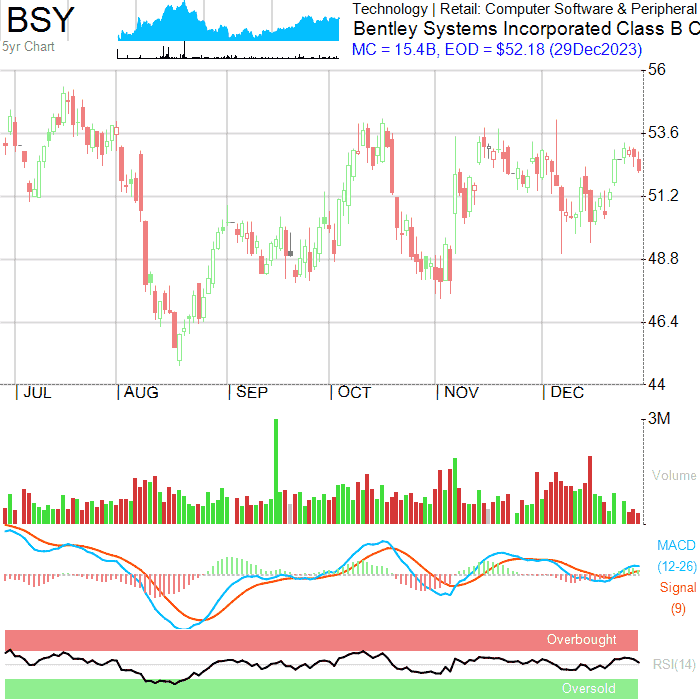 BSY
5yr Chart
Technology | Retail: Computer Software & Peripheral
Bentley Systems Incorporated Class B C
MC = 15.4B, EOD = $52.18 (29Dec2023)
56
53.6
51.2
48.8
46.4
44
| JUL | AUG | SEP | OCT | NOV | DEC
3M
Volume
MACD
(12-26)
Signal
(9)
Overbought
RSI(14)
Oversold